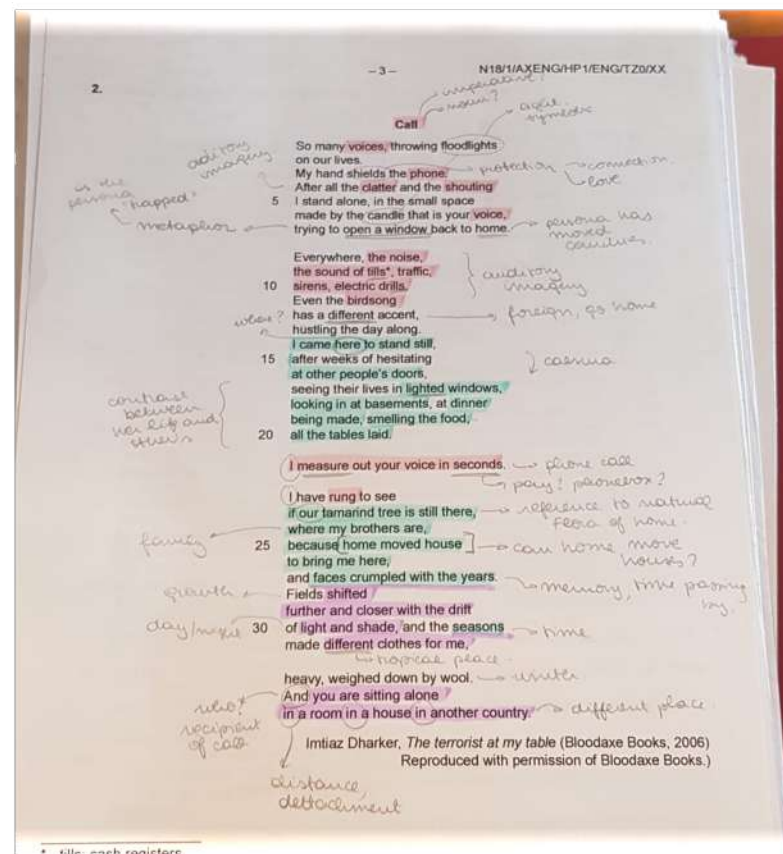 – 3 –
N18/1/AXENG/HP1/ENG/TZ0/XX
2.
imperative?
noun?
Call
So many voices, throwing floodlights
on our lives.
My hand shields the phone.
protection
connection
love
After all the clatter and the shouting
auditory
imagery
5 I stand alone, in the small space
is the
persona
"trapped"
made by the candle that is your voice,
metaphor
trying to open a window back to home.
persona has
moved
countries.
Everywhere, the noise,
the sound of tills*, traffic,
10 sirens, electric drills.
auditory
imagery
Even the birdsong
has a different accent,
foreign, go home
where?
hustling the day along.
I came here to stand still,
15 after weeks of hesitating
caesura
at other people's doors,
seeing their lives in lighted windows,
looking in at basements, at dinner
being made, smelling the food,
20 all the tables laid.
contrast
between
her life and
others
I measure out your voice in seconds.
phone call
pay? phonebox?
I have rung to see
if our tamarind tree is still there,
reference to natural
flora of home.
where my brothers are,
family
25 because home moved house
can home move
house?
to bring me here,
and faces crumpled with the years.
memory, time passing
by.
Fields shifted
growth
further and closer with the drift
30 of light and shade, and the seasons
day/night
time
made different clothes for me,
tropical place.
heavy, weighed down by wool.
winter
And you are sitting alone
who?
recipient
of call
in a room in a house in another country.
different place.
distance,
dettachment
Imtiaz Dharker, The terrorist at my table (Bloodaxe Books, 2006)
Reproduced with permission of Bloodaxe Books.)
* tills: cash registers